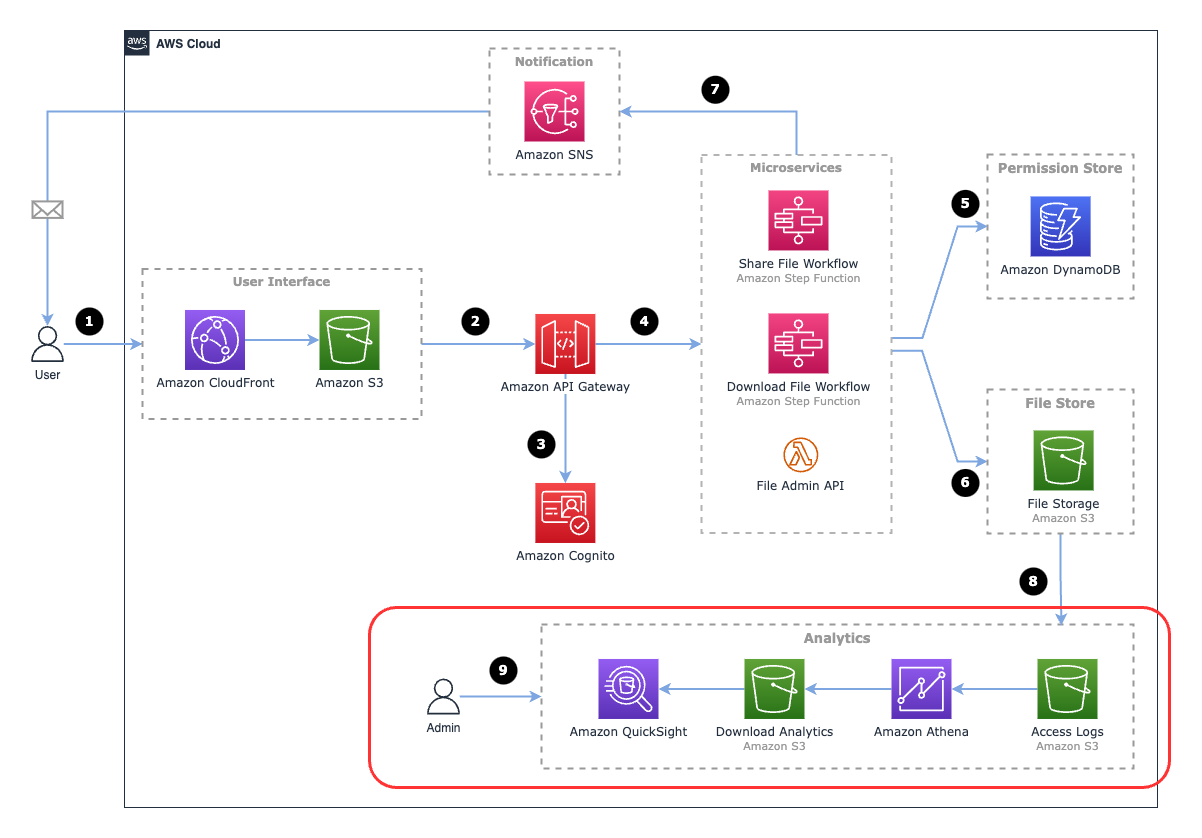 aws
AWS Cloud
Notification
Amazon SNS
7
Microservices
Share File Workflow
Amazon Step Function
Download File Workflow
Amazon Step Function
File Admin API
5
Permission Store
Amazon DynamoDB
1
User
User Interface
Amazon CloudFront
Amazon S3
2
Amazon API Gateway
4
3
Amazon Cognito
6
File Store
File Storage
Amazon S3
8
Analytics
9
Admin
Amazon QuickSight
Download Analytics
Amazon S3
Amazon Athena
Access Logs
Amazon S3